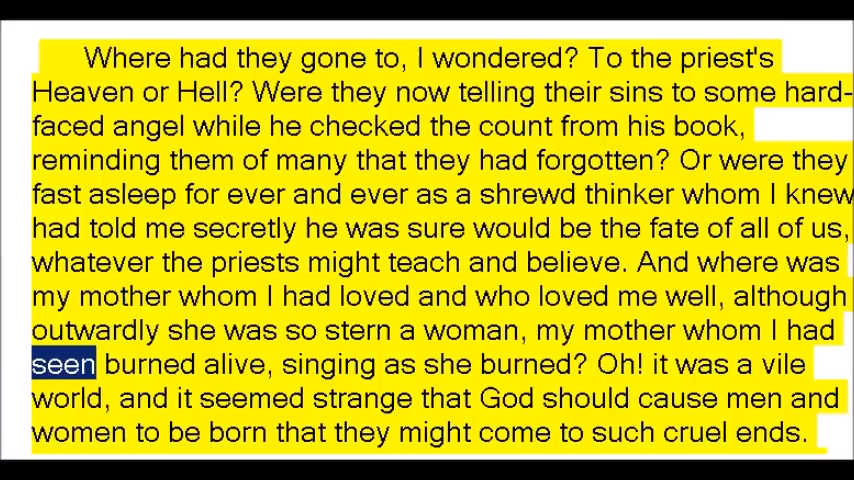 Where had they gone to, I wondered? To the priest's
Heaven or Hell? Were they now telling their sins to some hard-
faced angel while he checked the count from his book,
reminding them of many that they had forgotten? Or were they
fast asleep for ever and ever as a shrewd thinker whom I knew
had told me secretly he was sure would be the fate of all of us,
whatever the priests might teach and believe. And where was
my mother whom I had loved and who loved me well, although
outwardly she was so stern a woman, my mother whom I had
seen burned alive, singing as she burned? Oh! it was a vile
world, and it seemed strange that God should cause men and
women to be born that they might come to such cruel ends.